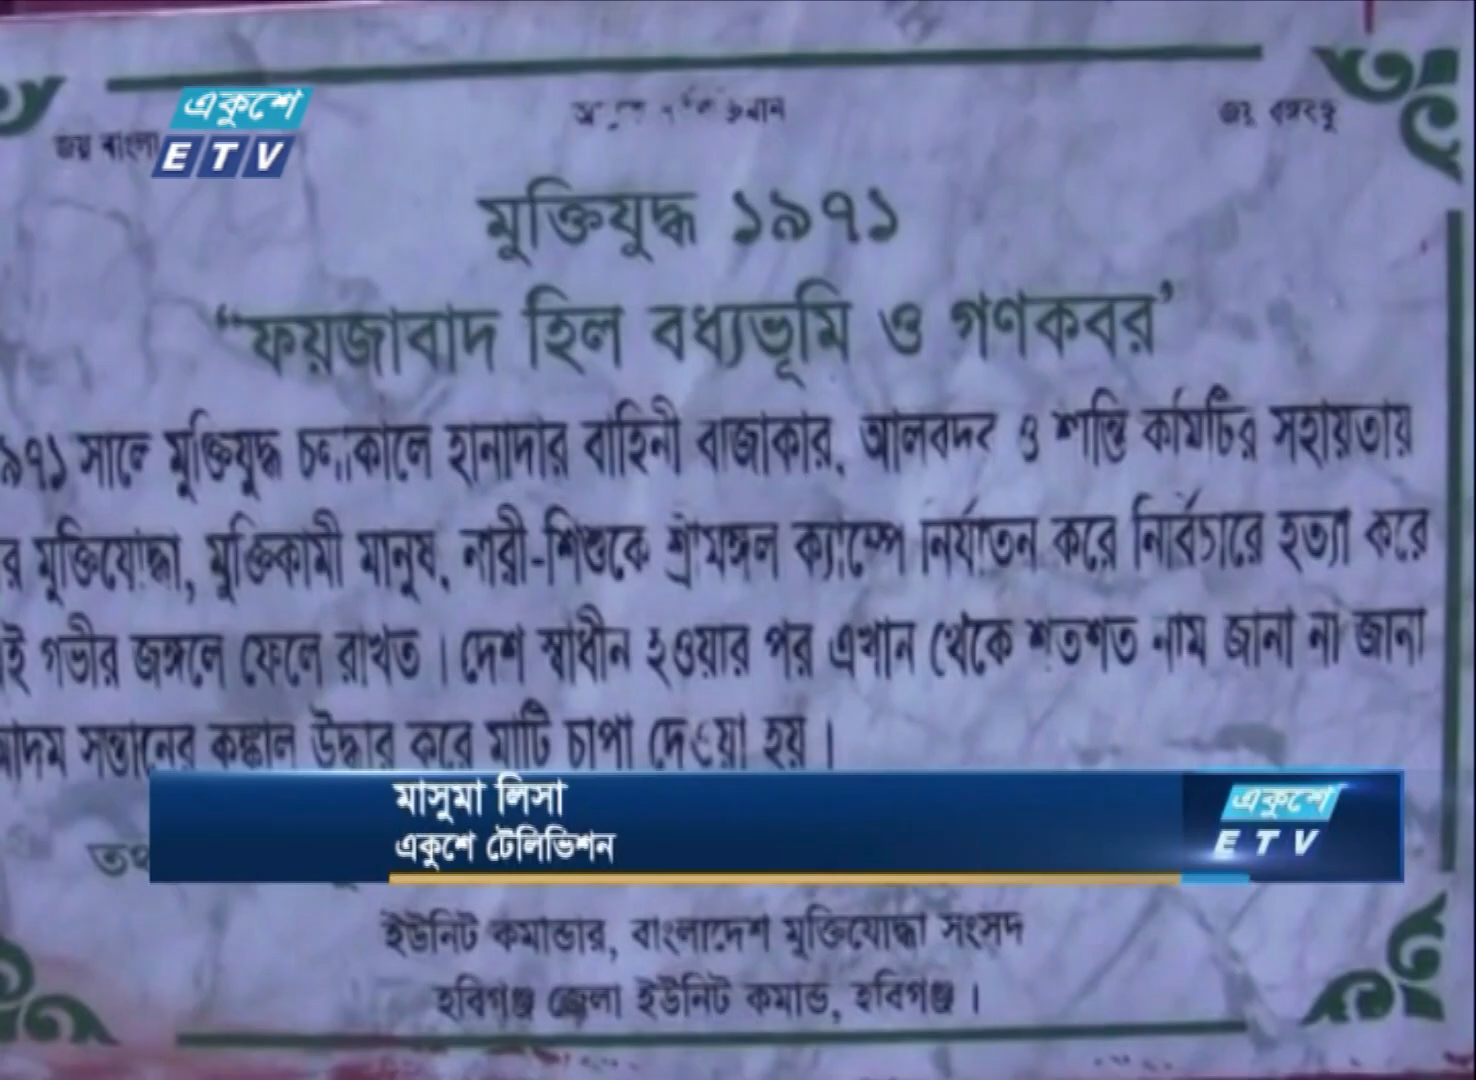 একুশে
ETV
জয় বাংলা
জয় বঙ্গবন্ধু
মুক্তিযুদ্ধ ১৯৭১
“ফয়জাবাদ হিল বধ্যভূমি ও গণকবর’
১৯৭১ সালে মুক্তিযুদ্ধ চলাকালে হানাদার বাহিনী রাজাকার, আলবদর ও শান্তি কমিটির সহায়তায়
মুক্তিযোদ্ধা, মুক্তিকামী মানুষ, নারী-শিশুকে শ্রীমঙ্গল ক্যাম্পে নির্যাতন করে নির্বিচারে হত্যা করে
গভীর জঙ্গলে ফেলে রাখত । দেশ স্বাধীন হওয়ার পর এখান থেকে শতশত নাম জানা না জানা
আদম সন্তানের কঙ্কাল উদ্ধার করে মাটি চাপা দেওয়া হয় ।
মাসুমা লিসা
একুশে টেলিভিশন
একুশে
ETV
ইউনিট কমান্ডার, বাংলাদেশ মুক্তিযোদ্ধা সংসদ
হবিগঞ্জ জেলা ইউনিট কমান্ড, হবিগঞ্জ ।